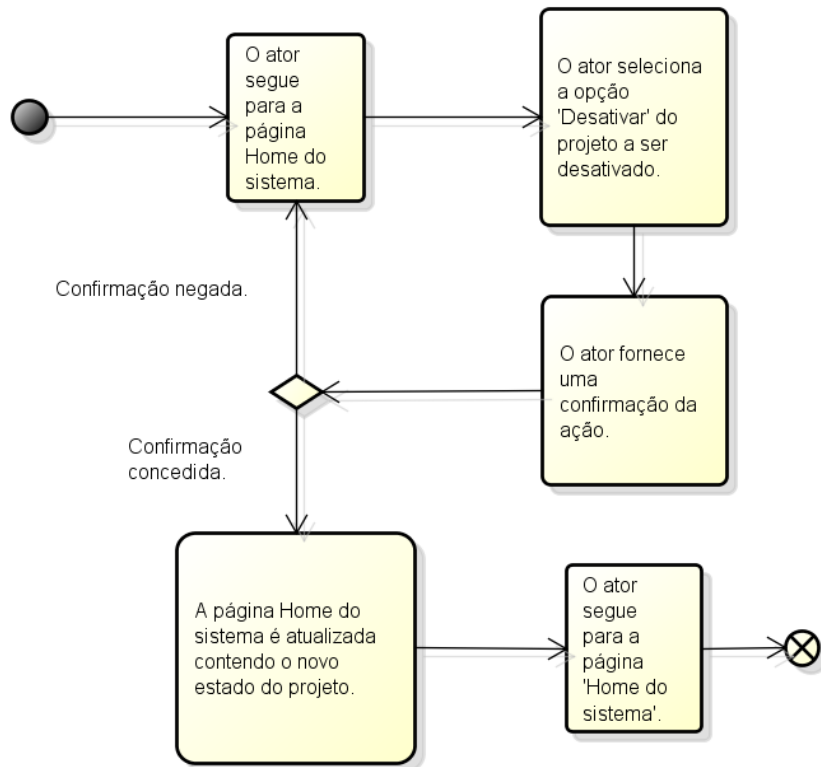 O ator
segue
para a
página
Home do
sistema.
O ator seleciona
a opção
'Desativar' do
projeto a ser
desativado.
Confirmação negada.
O ator fornece
uma
confirmação da
ação.
Confirmação
concedida.
A página Home do
sistema é atualizada
contendo o novo
estado do projeto.
O ator
segue
para a
página
'Home do
sistema'.